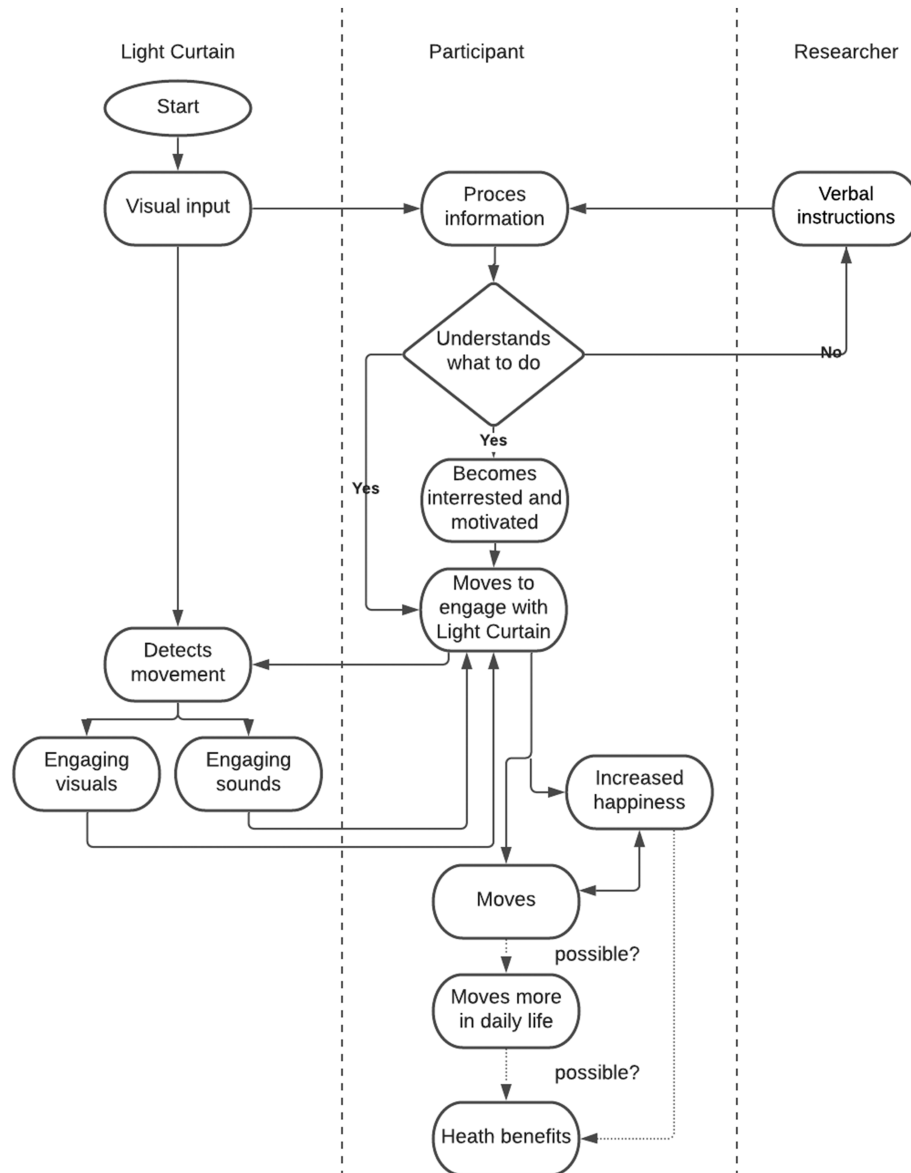 Light Curtain
Participant
Researcher
Start
Visual input
Proces
information
Verbal
instructions
Understands
what to do
No
Yes
Yes
Becomes
interrested and
motivated
Moves to
engage with
Light Curtain
Detects
movement
Engaging
visuals
Engaging
sounds
Increased
happiness
Moves
possible?
Moves more
in daily life
possible?
Heath benefits